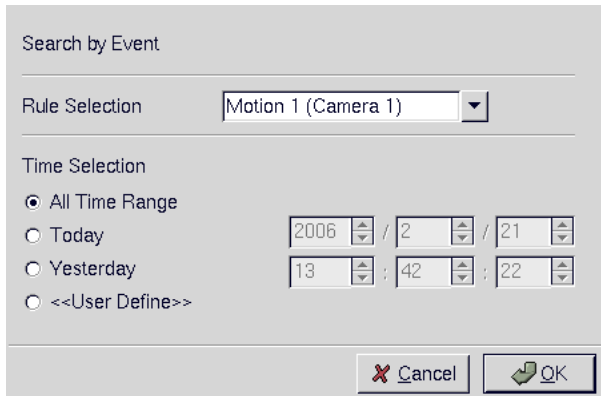 Search by Event
Rule Selection Motion 1 (Camera 1)
Time Selection
All Time Range
Today 2006 / 2 / 21
Yesterday 13 : 42 : 22
<<User Define>>
Cancel OK